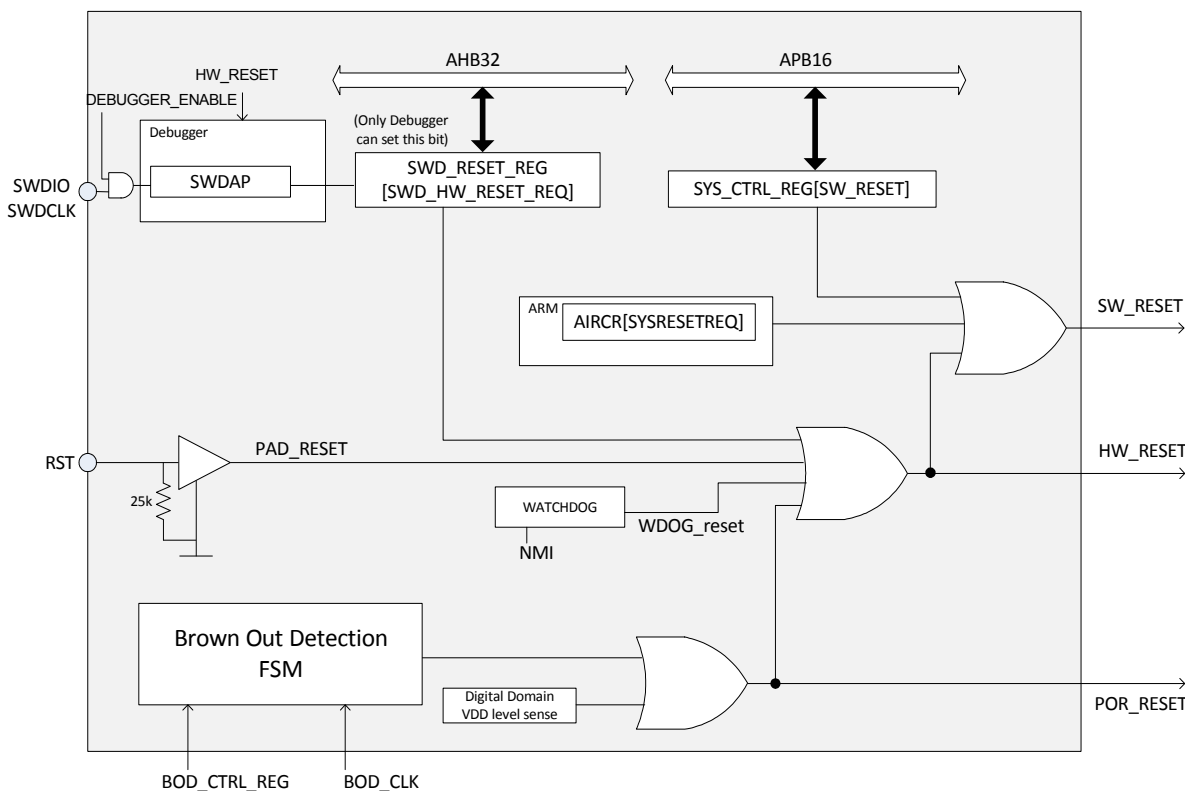 AHB32
APB16
HW_RESET
DEBUGGER_ENABLE
(Only Debugger
can set this bit)
Debugger
SWDAP
SWD_RESET_REG
[SWD_HW_RESET_REQ]
SYS_CTRL_REG[SW_RESET]
SWDIO
SWDCLK
ARM
AIRCR[SYSRESETREQ]
SW_RESET
RST
PAD_RESET
HW_RESET
25k
WATCHDOG
WDOG_reset
NMI
Brown Out Detection
FSM
Digital Domain
VDD level sense
POR_RESET
BOD_CTRL_REG
BOD_CLK